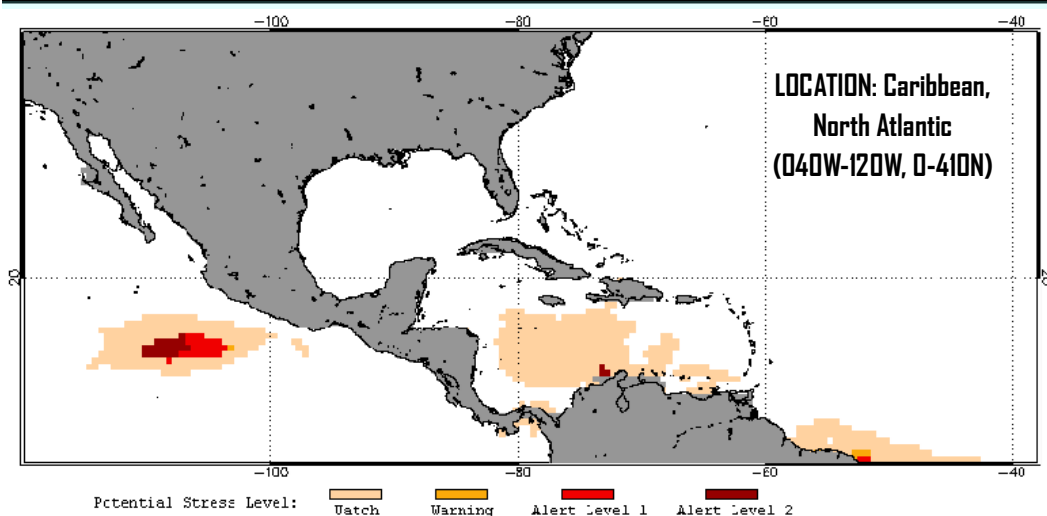 -100 -80 -60 -40
LOCATION: Caribbean,
North Atlantic
(040W-120W, 0-410N)
20 20
-100 -80 -60 -40
Potential Stress Level: Watch Warning Alert Level 1 Alert Level 2